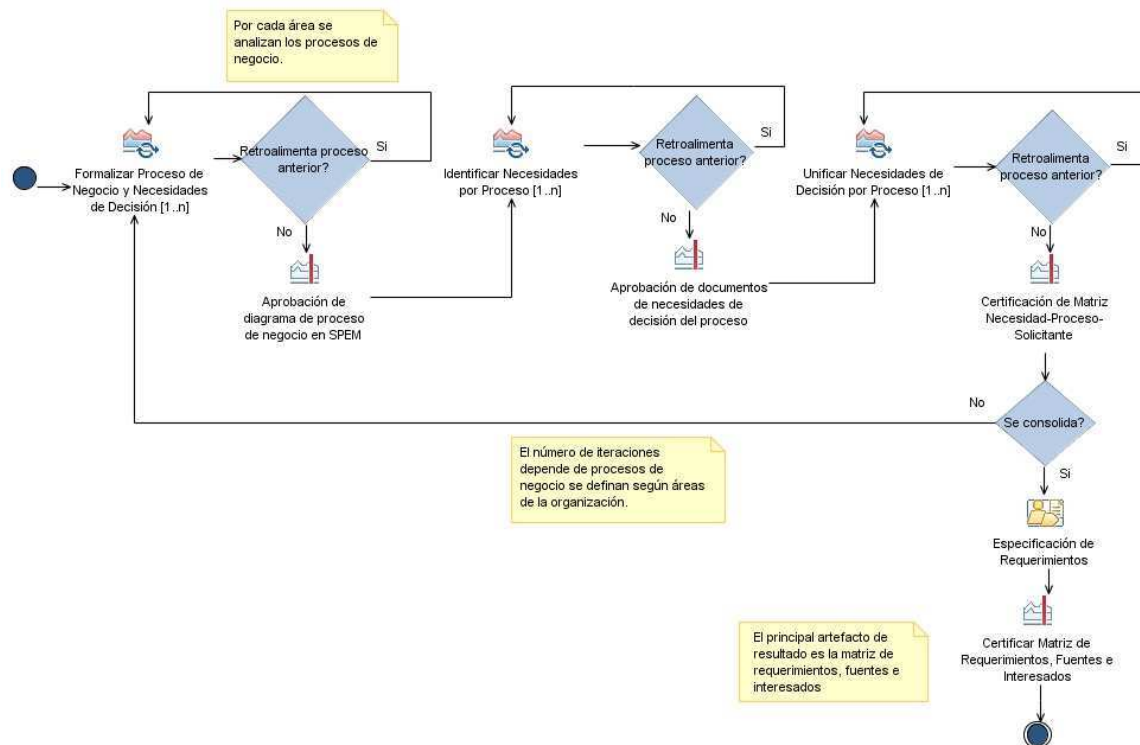 Por cada área se
analizan los procesos de
negocio.
Retroalimenta proceso
anterior?
Si
Formalizar Proceso de
Negocio y Necesidades
de Decisión [1..n]
No
Aprobación de
diagrama de proceso
de negocio en SPEM
Identificar Necesidades
por Proceso [1..n]
Retroalimenta
proceso anterior?
Si
No
Aprobación de documentos
de necesidades de
decisión del proceso
Unificar Necesidades de
Decisión por Proceso [1..n]
Retroalimenta
proceso anterior?
Si
No
Certificación de Matriz
Necesidad-Proceso-
Solicitante
Se consolida?
No
Si
El número de iteraciones
depende de procesos de
negocio se definan según áreas
de la organización.
Especificación de
Requerimientos
El principal artefacto de
resultado es la matriz de
requerimientos, fuentes e
interesados
Certificar Matriz de
Requerimientos, Fuentes e
Interesados